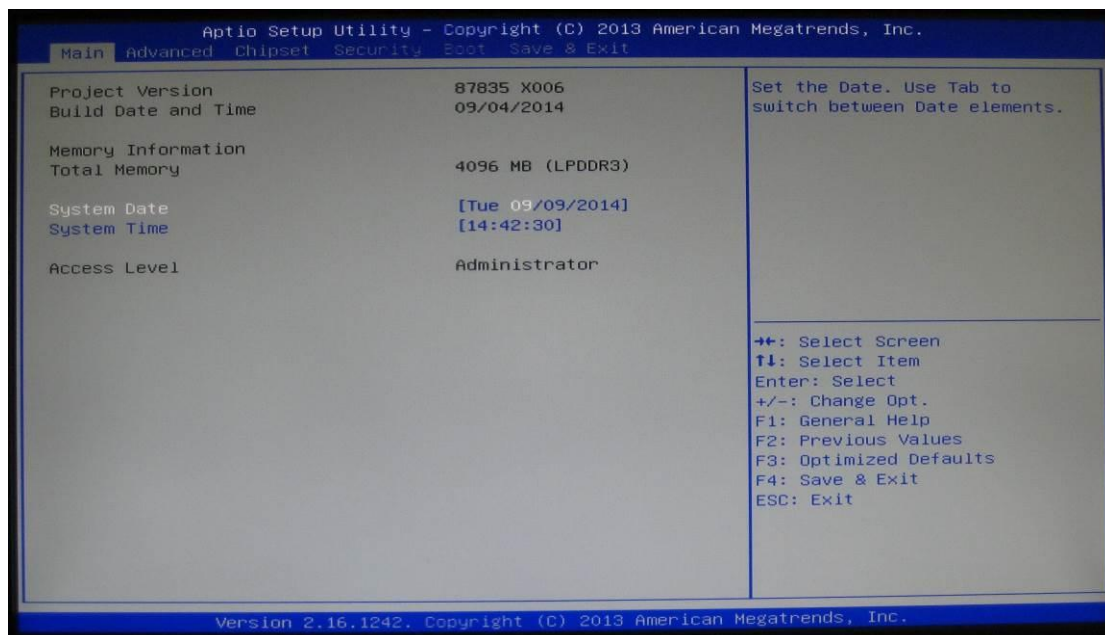 Aptio Setup Utility – Copyright (C) 2013 American Megatrends, Inc.
Main Advanced Chipset Security Boot Save & Exit
Project Version 87835 X006
Build Date and Time 09/04/2014
Memory Information
Total Memory 4096 MB (LPDDR3)
System Date [Tue 09/09/2014]
System Time [14:42:30]
Access Level Administrator
Set the Date. Use Tab to
switch between Date elements.
→←: Select Screen
↑↓: Select Item
Enter: Select
+/-: Change Opt.
F1: General Help
F2: Previous Values
F3: Optimized Defaults
F4: Save & Exit
ESC: Exit
Version 2.16.1242. Copyright (C) 2013 American Megatrends, Inc.